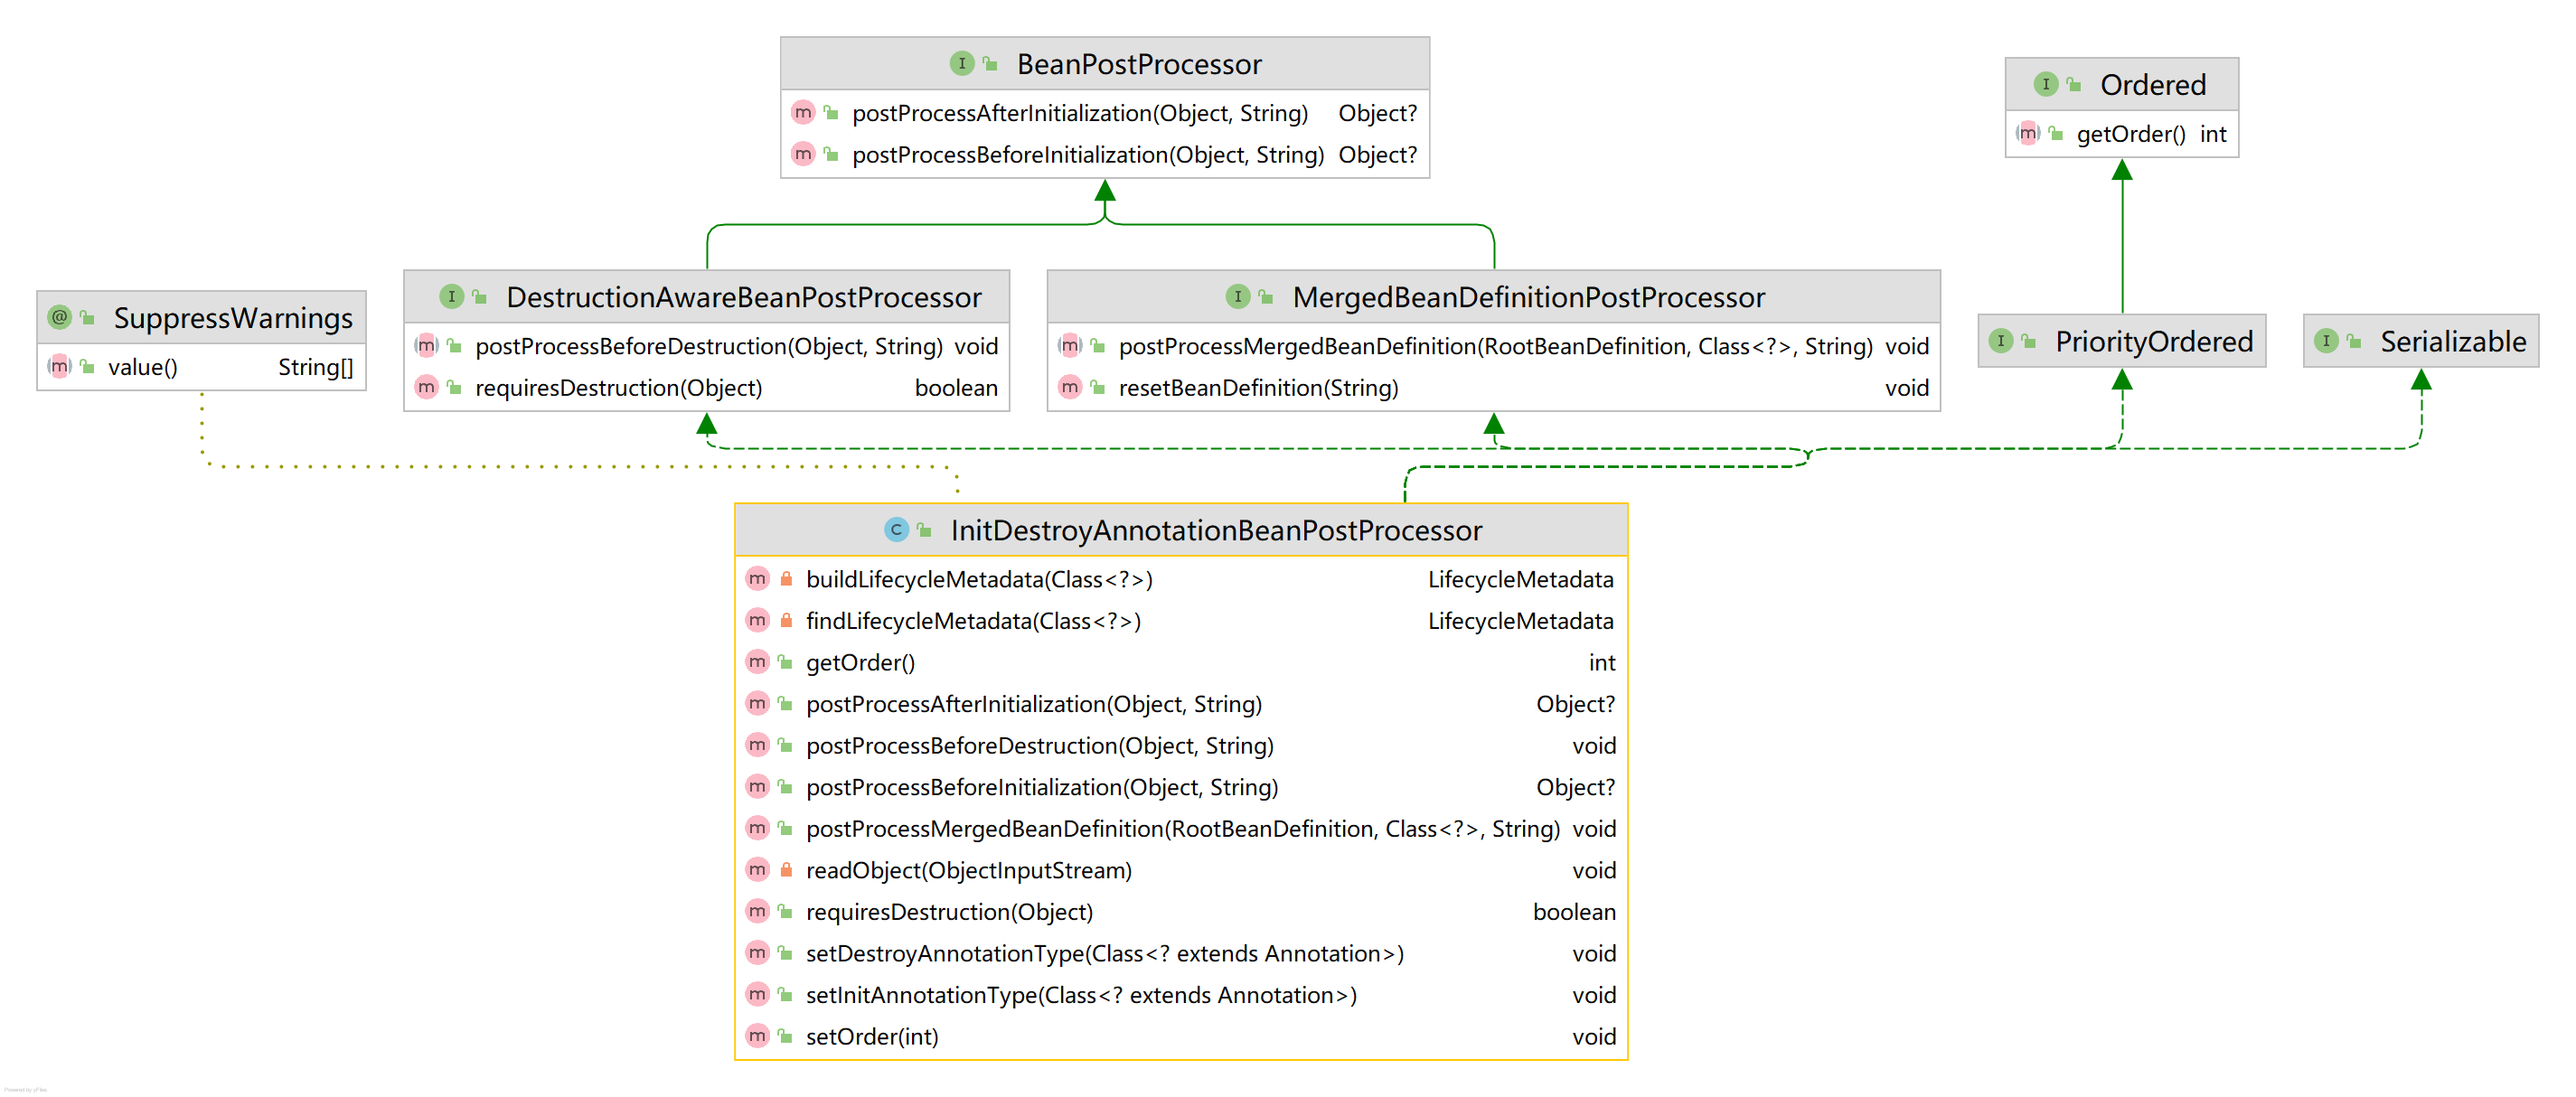 BeanPostProcessor
postProcessAfterInitialization(Object, String) Object?
postProcessBeforeInitialization(Object, String) Object?
Ordered
getOrder() int
SuppressWarnings
value() String[]
DestructionAwareBeanPostProcessor
postProcessBeforeDestruction(Object, String) void
requiresDestruction(Object) boolean
MergedBeanDefinitionPostProcessor
postProcessMergedBeanDefinition(RootBeanDefinition, Class<?>, String) void
resetBeanDefinition(String) void
PriorityOrdered
Serializable
InitDestroyAnnotationBeanPostProcessor
buildLifecycleMetadata(Class<?>) LifecycleMetadata
findLifecycleMetadata(Class<?>) LifecycleMetadata
getOrder() int
postProcessAfterInitialization(Object, String) Object?
postProcessBeforeDestruction(Object, String) void
postProcessBeforeInitialization(Object, String) Object?
postProcessMergedBeanDefinition(RootBeanDefinition, Class<?>, String) void
readObject(ObjectInputStream) void
requiresDestruction(Object) boolean
setDestroyAnnotationType(Class<? extends Annotation>) void
setInitAnnotationType(Class<? extends Annotation>) void
setOrder(int) void
Powered by yFiles